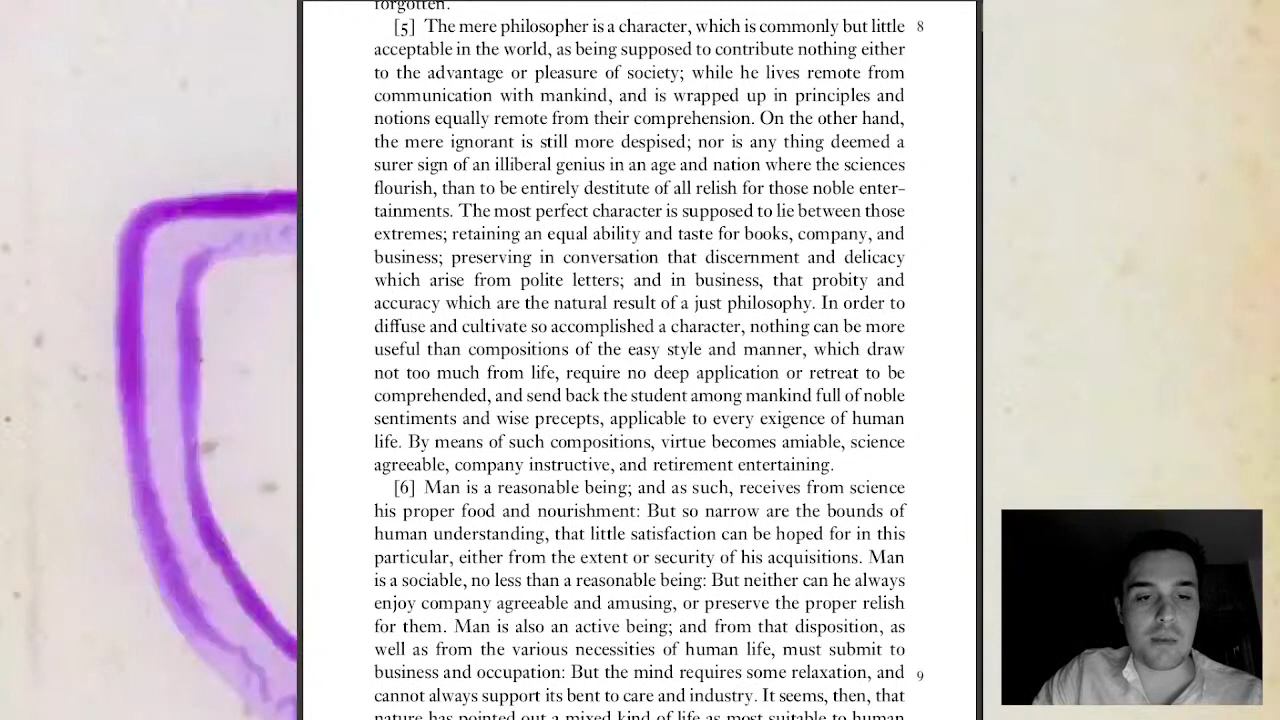 forgotten.
[5] The mere philosopher is a character, which is commonly but little 8
acceptable in the world, as being supposed to contribute nothing either
to the advantage or pleasure of society; while he lives remote from
communication with mankind, and is wrapped up in principles and
notions equally remote from their comprehension. On the other hand,
the mere ignorant is still more despised; nor is any thing deemed a
surer sign of an illiberal genius in an age and nation where the sciences
flourish, than to be entirely destitute of all relish for those noble enter-
tainments. The most perfect character is supposed to lie between those
extremes; retaining an equal ability and taste for books, company, and
business; preserving in conversation that discernment and delicacy
which arise from polite letters; and in business, that probity and
accuracy which are the natural result of a just philosophy. In order to
diffuse and cultivate so accomplished a character, nothing can be more
useful than compositions of the easy style and manner, which draw
not too much from life, require no deep application or retreat to be
comprehended, and send back the student among mankind full of noble
sentiments and wise precepts, applicable to every exigence of human
life. By means of such compositions, virtue becomes amiable, science
agreeable, company instructive, and retirement entertaining.
[6] Man is a reasonable being; and as such, receives from science
his proper food and nourishment: But so narrow are the bounds of
human understanding, that little satisfaction can be hoped for in this
particular, either from the extent or security of his acquisitions. Man
is a sociable, no less than a reasonable being: But neither can he always
enjoy company agreeable and amusing, or preserve the proper relish
for them. Man is also an active being; and from that disposition, as
well as from the various necessities of human life, must submit to
business and occupation: But the mind requires some relaxation, and 9
cannot always support its bent to care and industry. It seems, then, that
nature has pointed out a mixed kind of life as most suitable to human